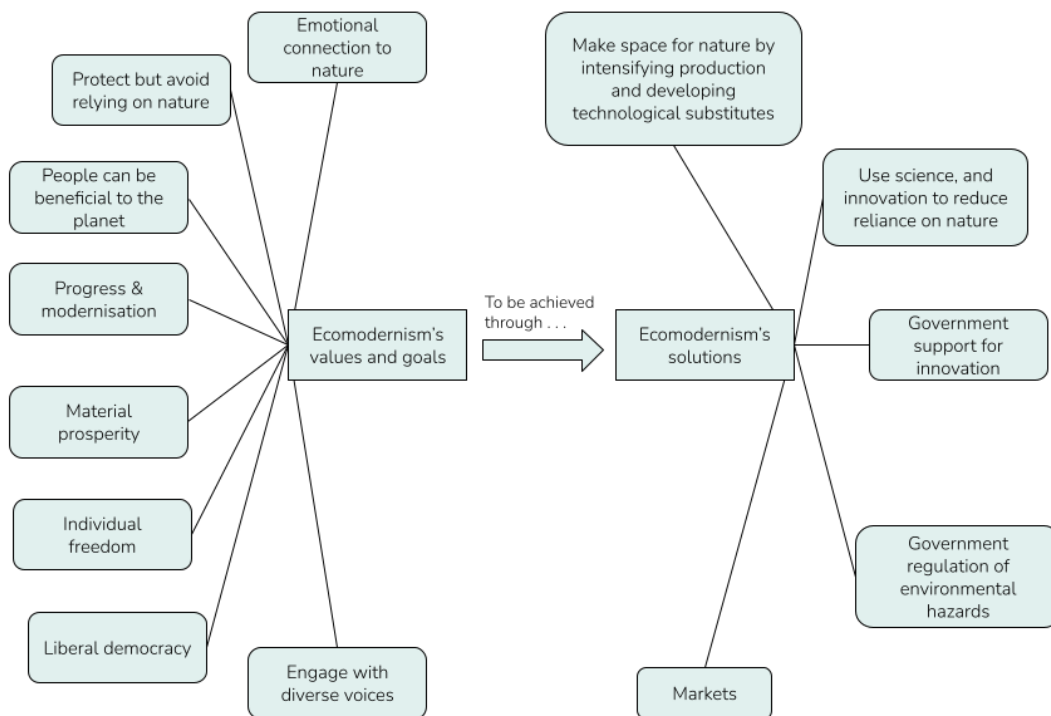 Emotional
connection to
nature
Protect but avoid
relying on nature
People can be
beneficial to the
planet
Progress &
modernisation
Material
prosperity
Individual
freedom
Liberal democracy
Engage with
diverse voices
Ecomodernism's
values and goals
To be achieved
through . . .
Ecomodernism's
solutions
Make space for nature by
intensifying production
and developing
technological substitutes
Use science, and
innovation to reduce
reliance on nature
Government
support for
innovation
Government
regulation of
environmental
hazards
Markets